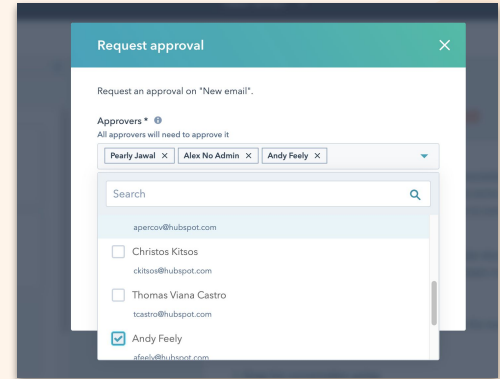 Request approval
Request an approval on "New email".
Approvers *
All approvers will need to approve it
Pearly Jawal × Alex No Admin × Andy Feely ×
Search
apercov@hubspot.com
Christos Kitsos
ckitsos@hubspot.com
Thomas Viana Castro
tcastro@hubspot.com
Andy Feely
afeely@hubspot.com